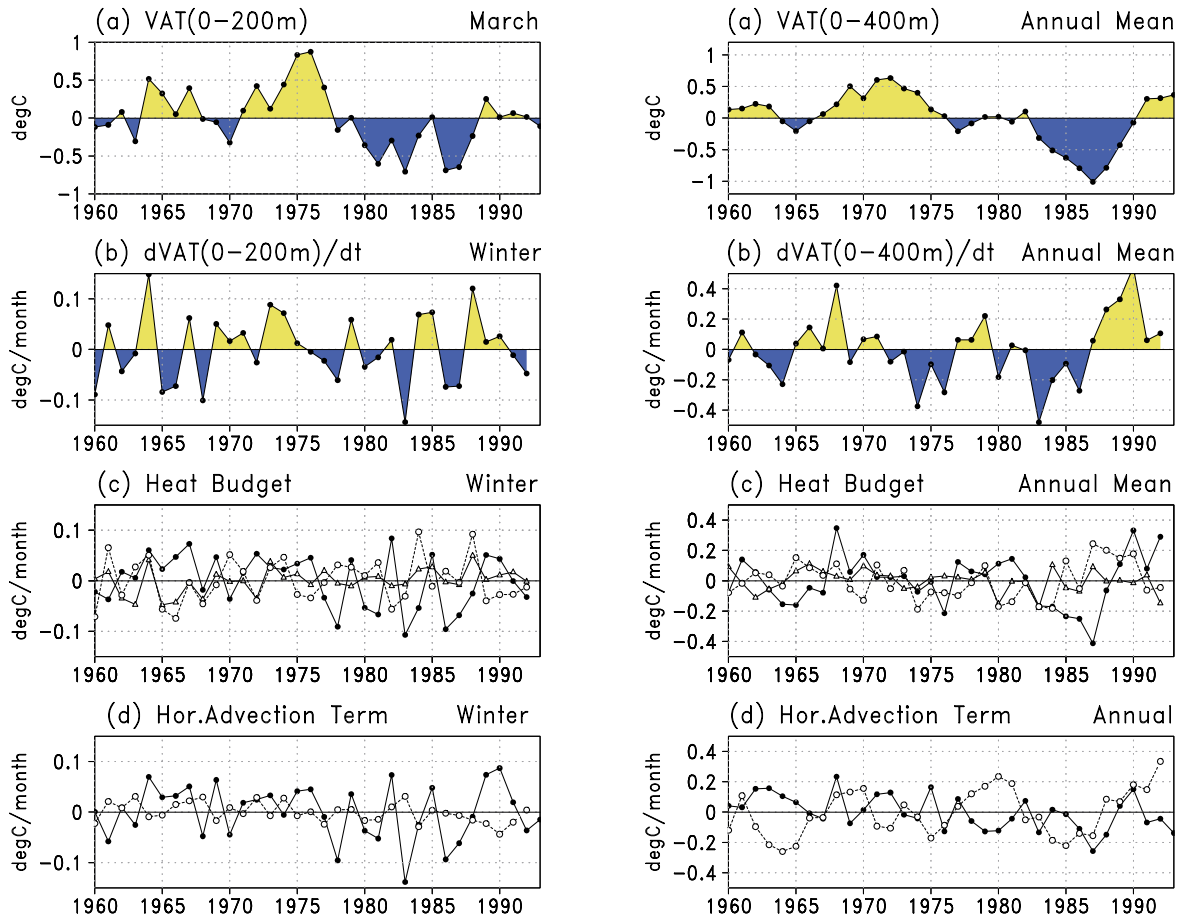 (a) VAT(0−200m) March
degC
1
0.5
0
−0.5
−1
1960 1965 1970 1975 1980 1985 1990
(b) dVAT(0−200m)/dt Winter
degC/month
0.1
0
−0.1
1960 1965 1970 1975 1980 1985 1990
(c) Heat Budget Winter
degC/month
0.1
0
−0.1
1960 1965 1970 1975 1980 1985 1990
(d) Hor.Advection Term Winter
degC/month
0.1
0
−0.1
1960 1965 1970 1975 1980 1985 1990
(a) VAT(0−400m) Annual Mean
degC
1
0.5
0
−0.5
−1
1960 1965 1970 1975 1980 1985 1990
(b) dVAT(0−400m)/dt Annual Mean
degC/month
0.4
0.2
0
−0.2
−0.4
1960 1965 1970 1975 1980 1985 1990
(c) Heat Budget Annual Mean
degC/month
0.4
0.2
0
−0.2
−0.4
1960 1965 1970 1975 1980 1985 1990
(d) Hor.Advection Term Annual
degC/month
0.4
0.2
0
−0.2
−0.4
1960 1965 1970 1975 1980 1985 1990